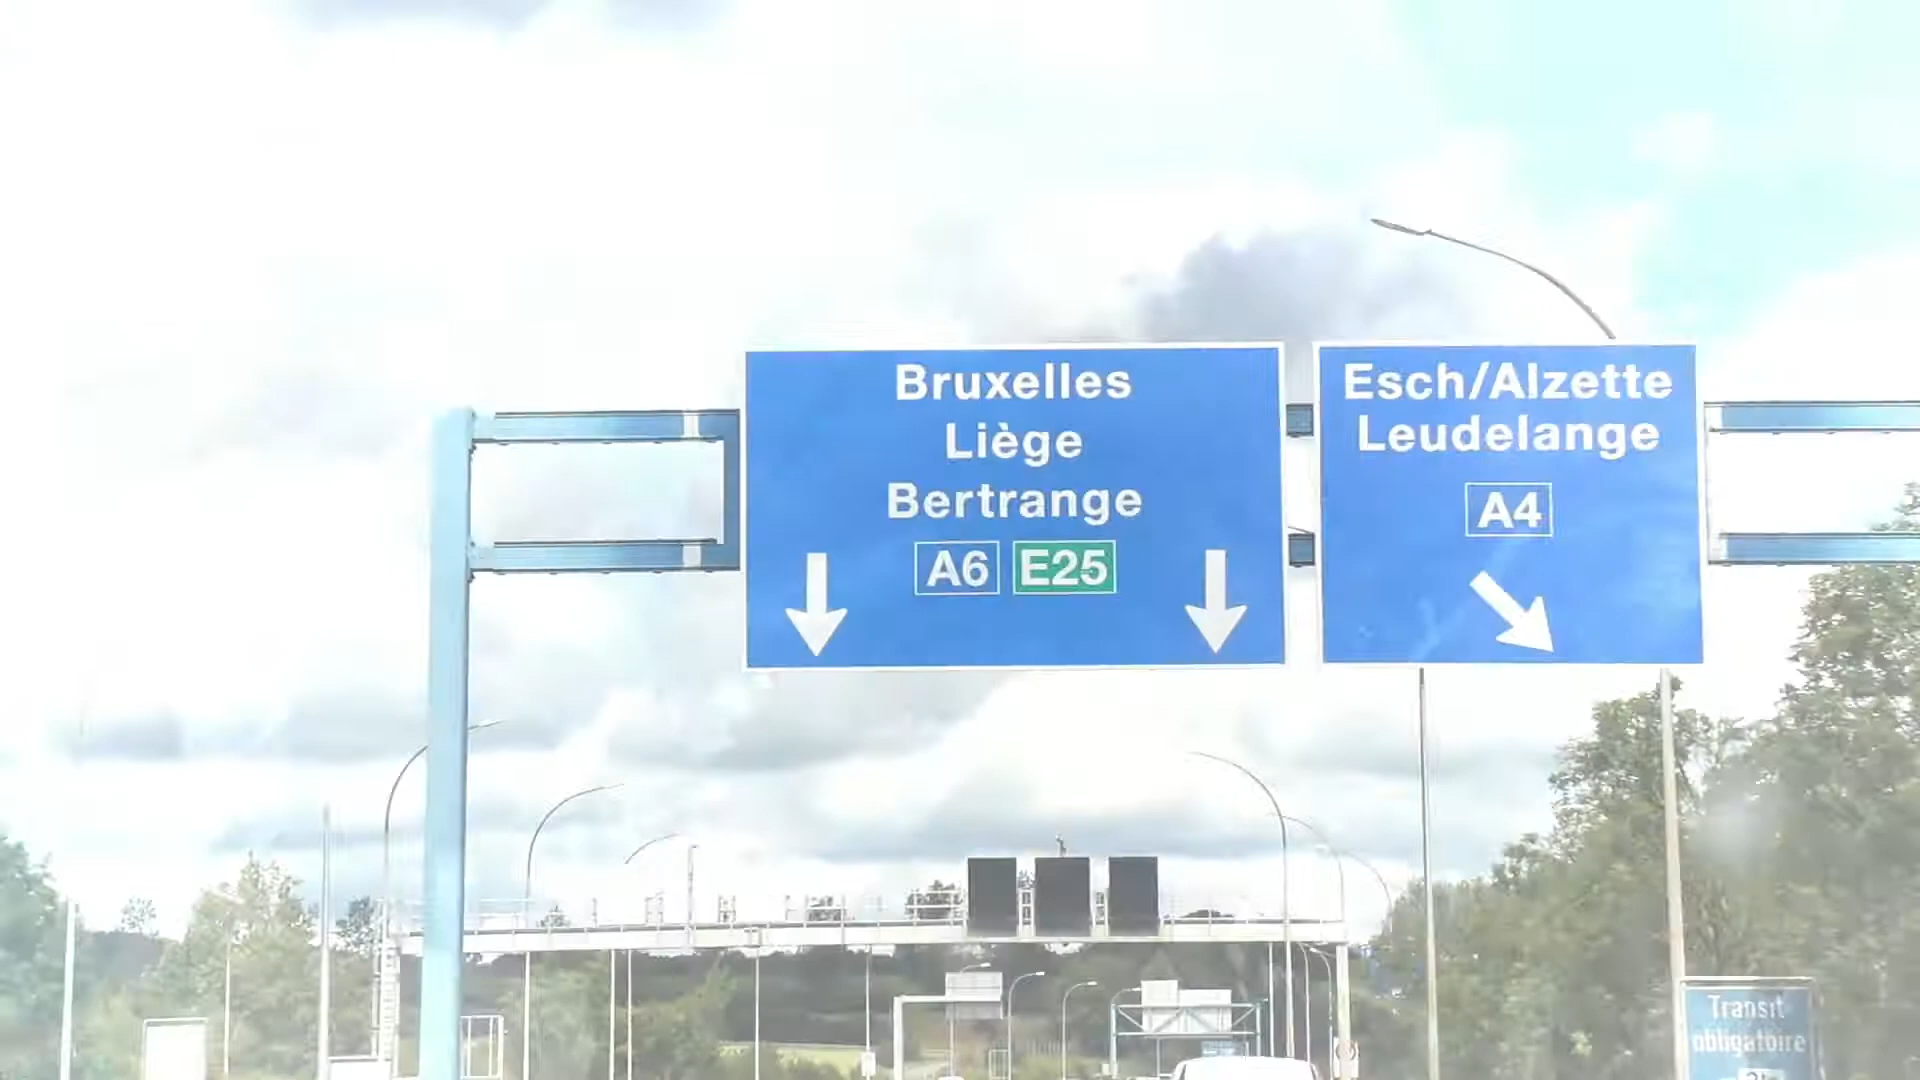 Bruxelles
Liège
Bertrange
A6 E25
Esch/Alzette
Leudelange
A4
Transit
obligatoire